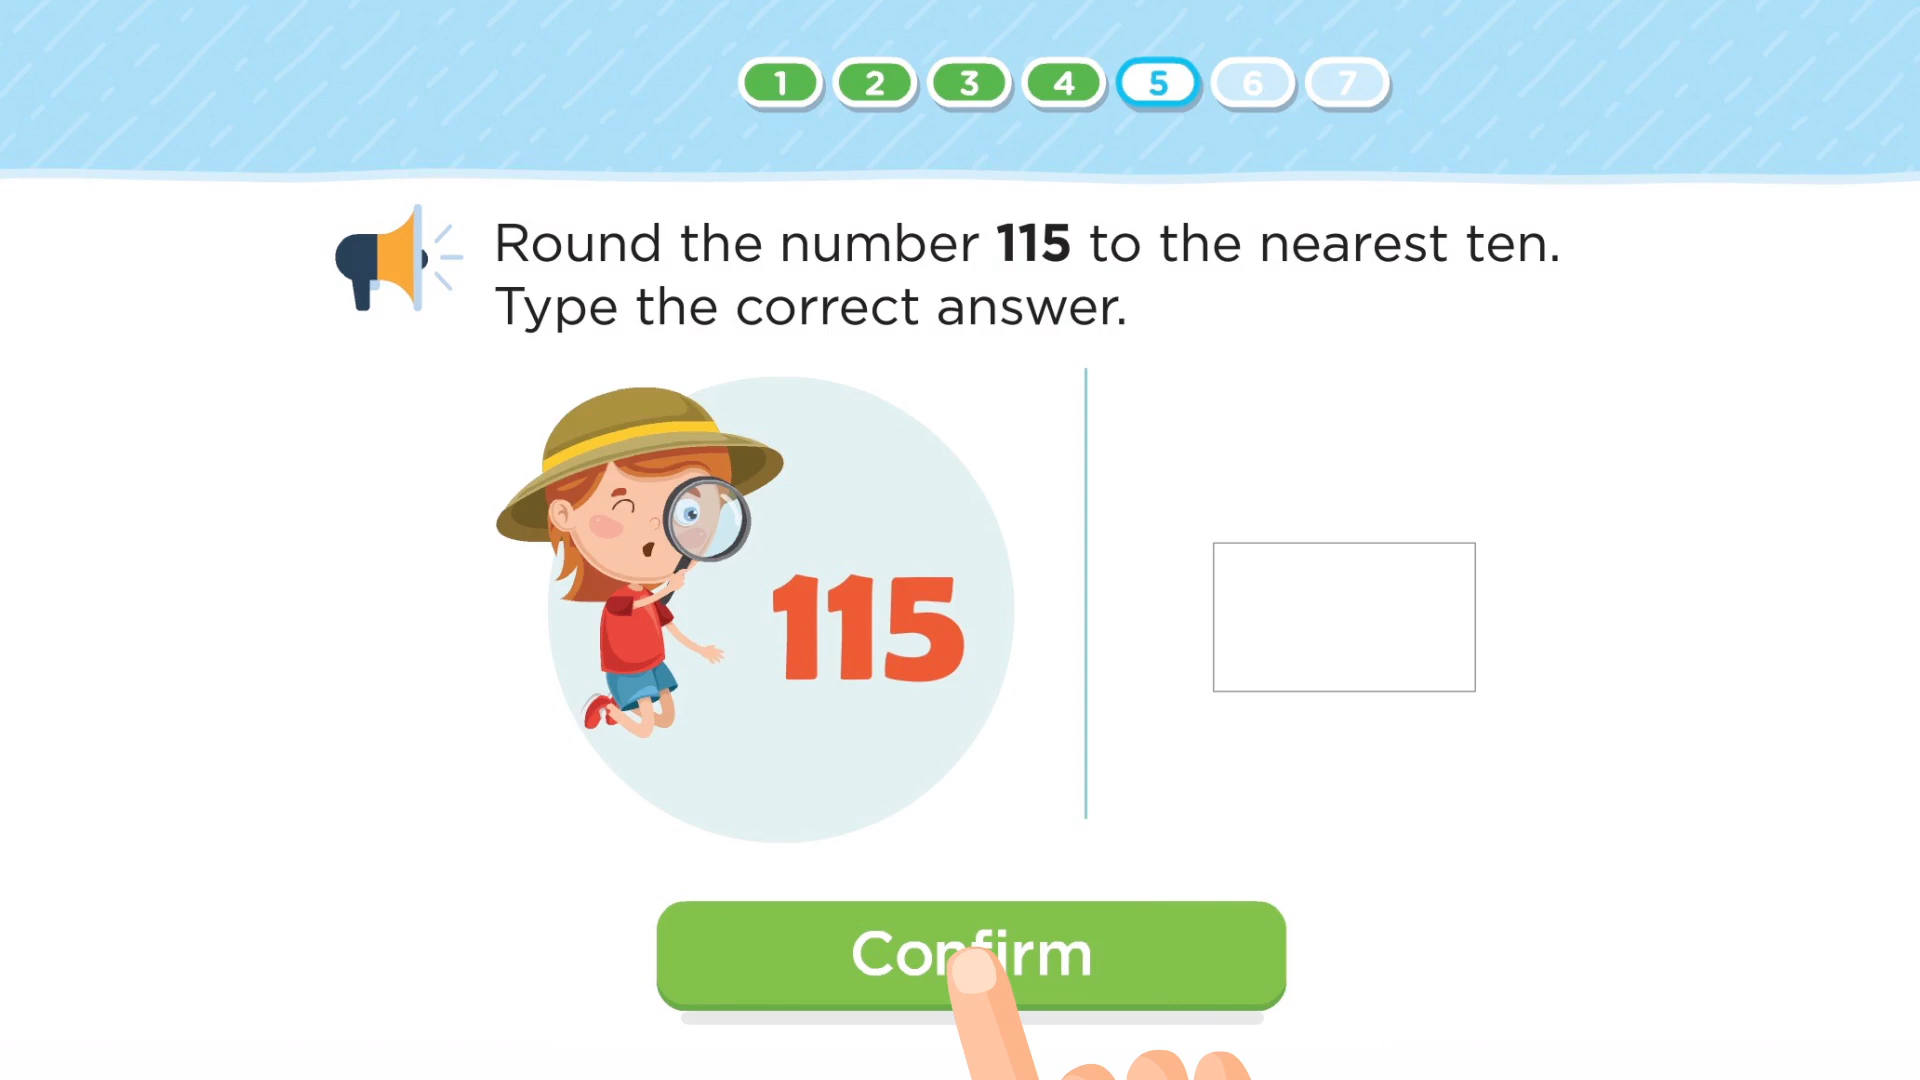 1 2 3 4 5 6 7
Round the number 115 to the nearest ten.
Type the correct answer.
115
Confirm